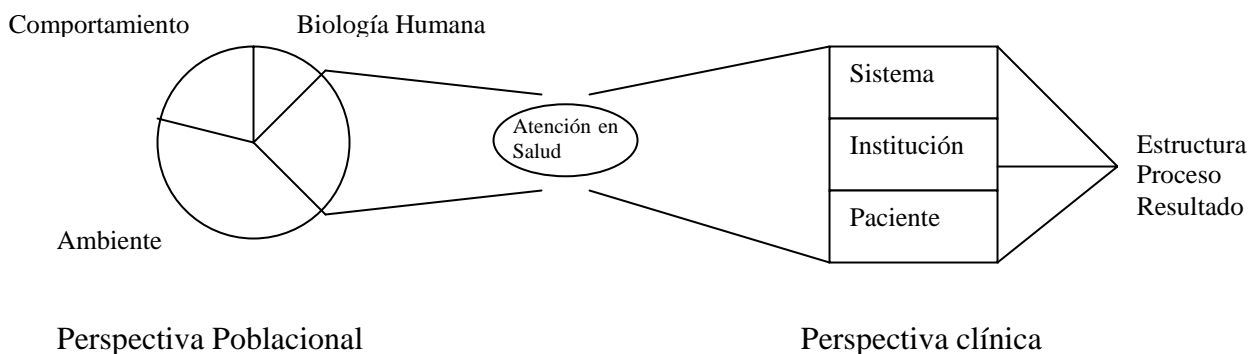 Comportamiento
Biología Humana
Sistema
Atención en
Salud
Institución
Estructura
Proceso
Resultado
Paciente
Ambiente
Perspectiva Poblacional
Perspectiva clínica